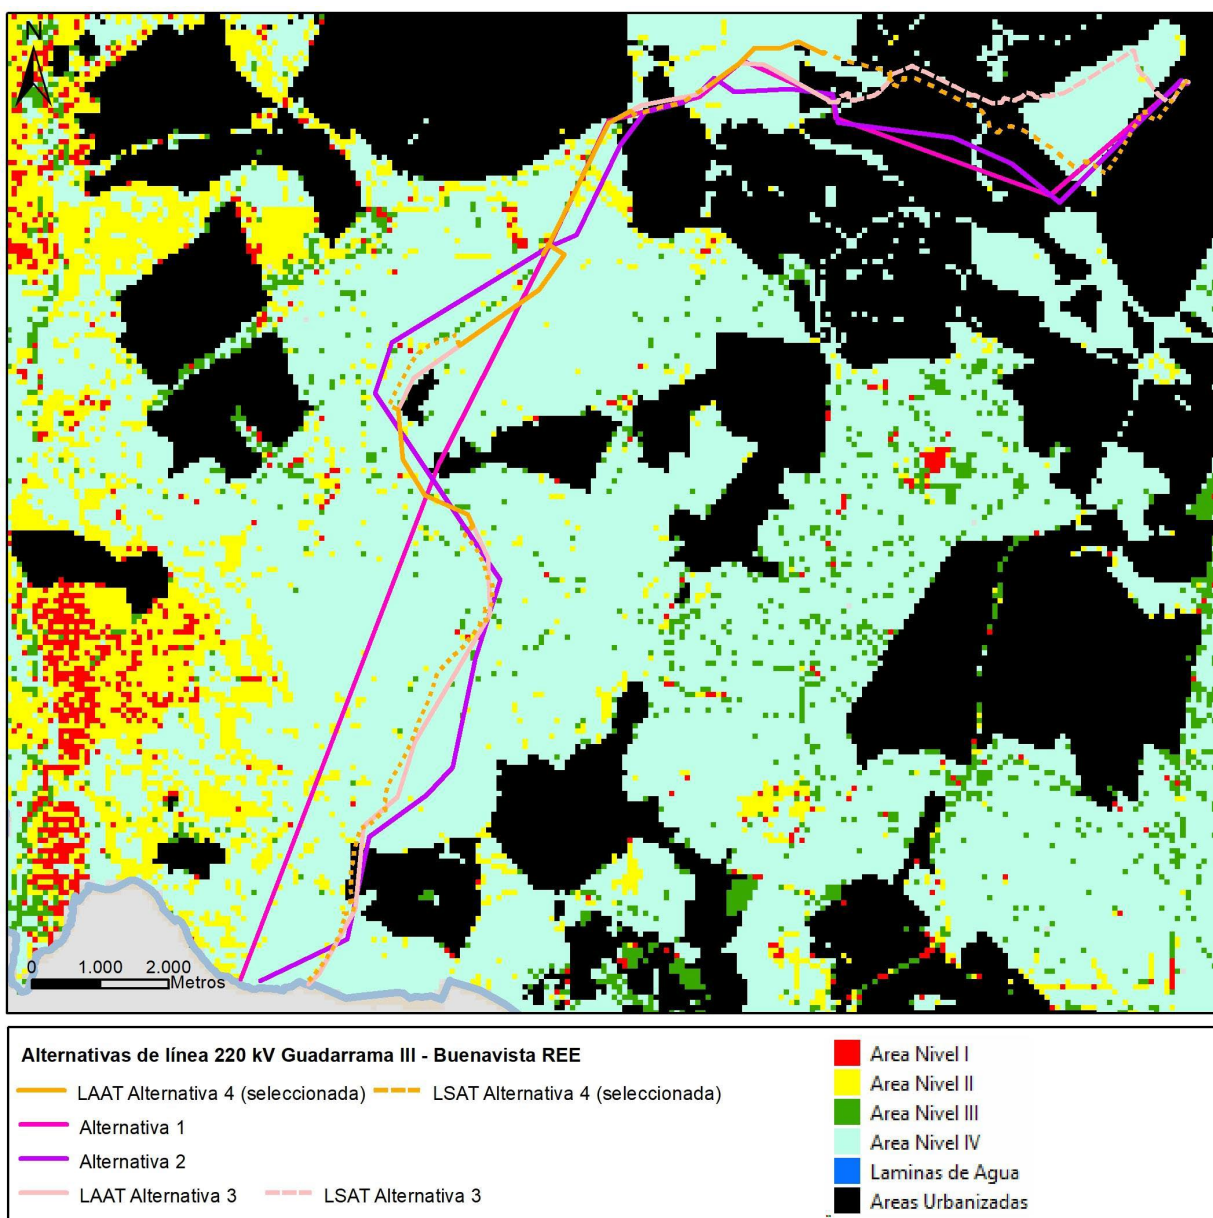 N
0 1.000 2.000
Metros
Alternativas de línea 220 kV Guadarrama III - Buenavista REE
LAAT Alternativa 4 (seleccionada) LSAT Alternativa 4 (seleccionada)
Alternativa 1
Alternativa 2
LAAT Alternativa 3 LSAT Alternativa 3
Area Nivel I
Area Nivel II
Area Nivel III
Area Nivel IV
Laminas de Agua
Areas Urbanizadas